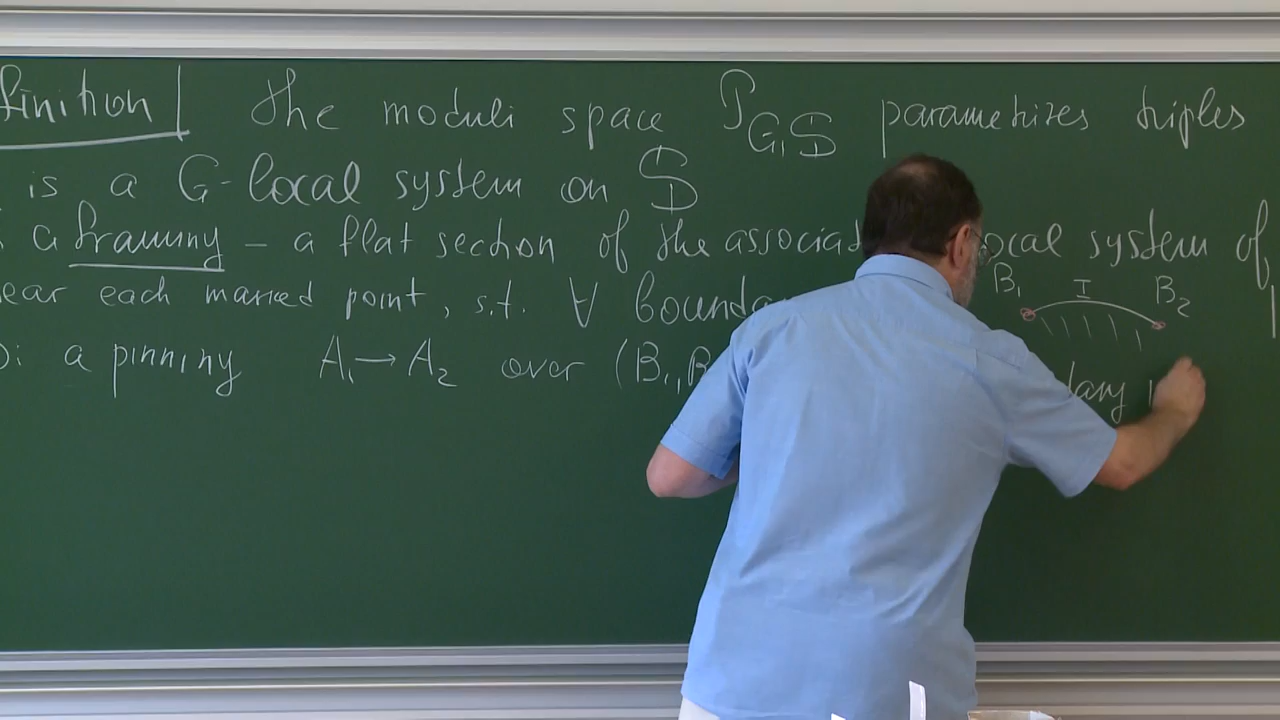 finition The moduli space P_{G,S} parametrizes triples
is a G-local system on S
a framing – a flat section of the associat ocal system of
ear each marked point, s.t. ∀ bounda B₁ I B₂
: a pinning A₁ → A₂ over (B₁, B dary